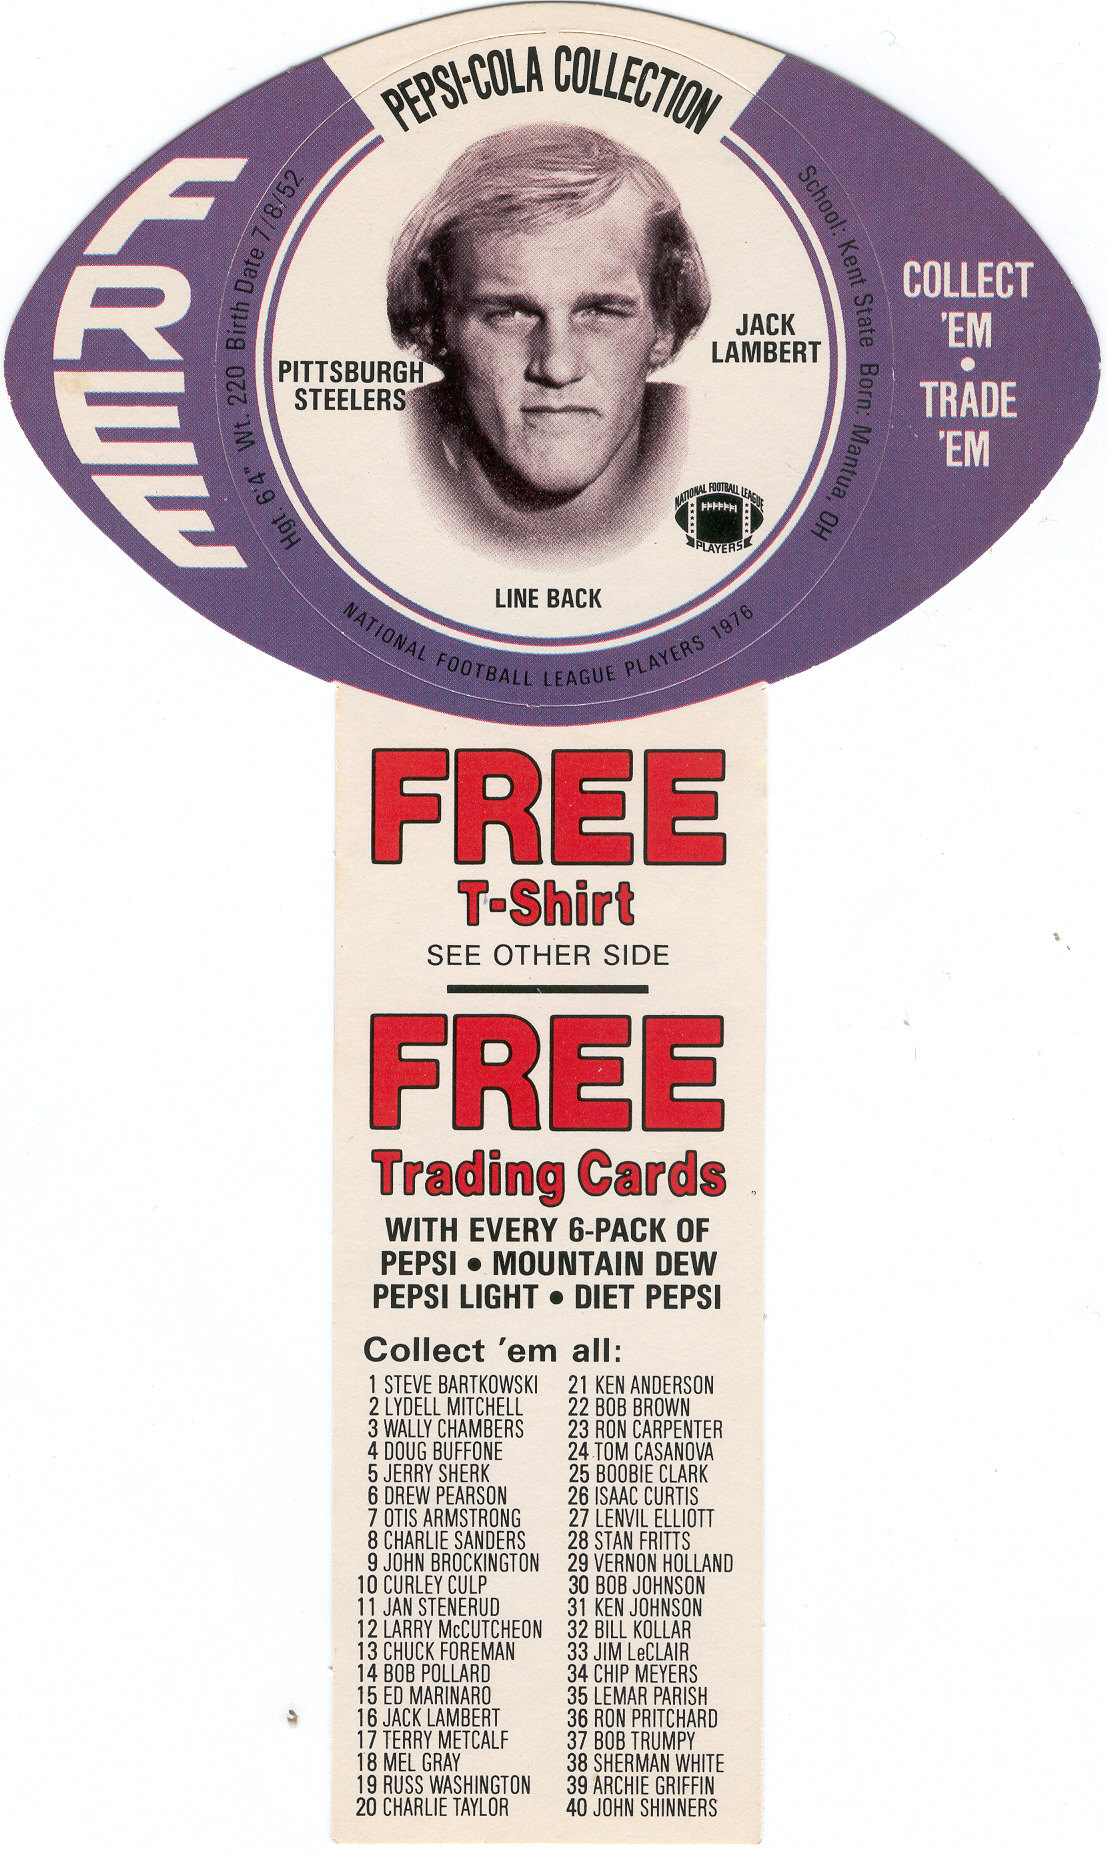 PEPSI-COLA COLLECTION
FREE
Hgt. 6'4" Wt. 220 Birth Date 7/8/52
School: Kent State Born: Mantua, OH
COLLECT
'EM
•
TRADE
'EM
JACK
LAMBERT
PITTSBURGH
STEELERS
NATIONAL FOOTBALL LEAGUE
PLAYERS
LINE BACK
NATIONAL FOOTBALL LEAGUE PLAYERS 1976
FREE
T-Shirt
SEE OTHER SIDE
FREE
Trading Cards
WITH EVERY 6-PACK OF
PEPSI • MOUNTAIN DEW
PEPSI LIGHT • DIET PEPSI
Collect 'em all:
1 STEVE BARTKOWSKI
2 LYDELL MITCHELL
3 WALLY CHAMBERS
4 DOUG BUFFONE
5 JERRY SHERK
6 DREW PEARSON
7 OTIS ARMSTRONG
8 CHARLIE SANDERS
9 JOHN BROCKINGTON
10 CURLEY CULP
11 JAN STENERUD
12 LARRY McCUTCHEON
13 CHUCK FOREMAN
14 BOB POLLARD
15 ED MARINARO
16 JACK LAMBERT
17 TERRY METCALF
18 MEL GRAY
19 RUSS WASHINGTON
20 CHARLIE TAYLOR
21 KEN ANDERSON
22 BOB BROWN
23 RON CARPENTER
24 TOM CASANOVA
25 BOOBIE CLARK
26 ISAAC CURTIS
27 LENVIL ELLIOTT
28 STAN FRITTS
29 VERNON HOLLAND
30 BOB JOHNSON
31 KEN JOHNSON
32 BILL KOLLAR
33 JIM LeCLAIR
34 CHIP MEYERS
35 LEMAR PARISH
36 RON PRITCHARD
37 BOB TRUMPY
38 SHERMAN WHITE
39 ARCHIE GRIFFIN
40 JOHN SHINNERS